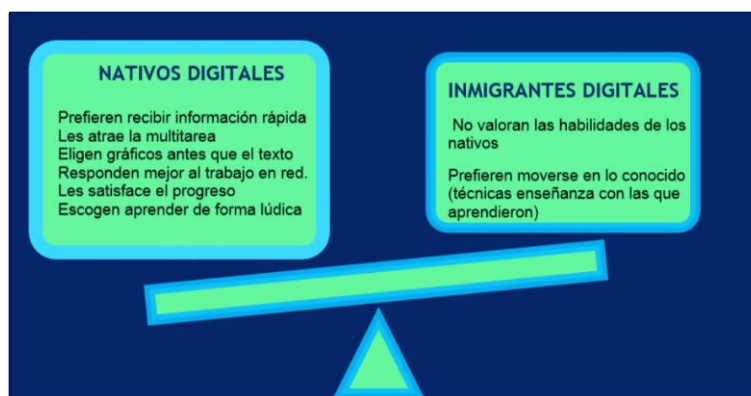 NATIVOS DIGITALES
Prefieren recibir información rápida
Les atrae la multitarea
Eligen gráficos antes que el texto
Responden mejor al trabajo en red.
Les satisface el progreso
Escogen aprender de forma lúdica
INMIGRANTES DIGITALES
No valoran las habilidades de los
nativos
Prefieren moverse en lo conocido
(técnicas enseñanza con las que
aprendieron)